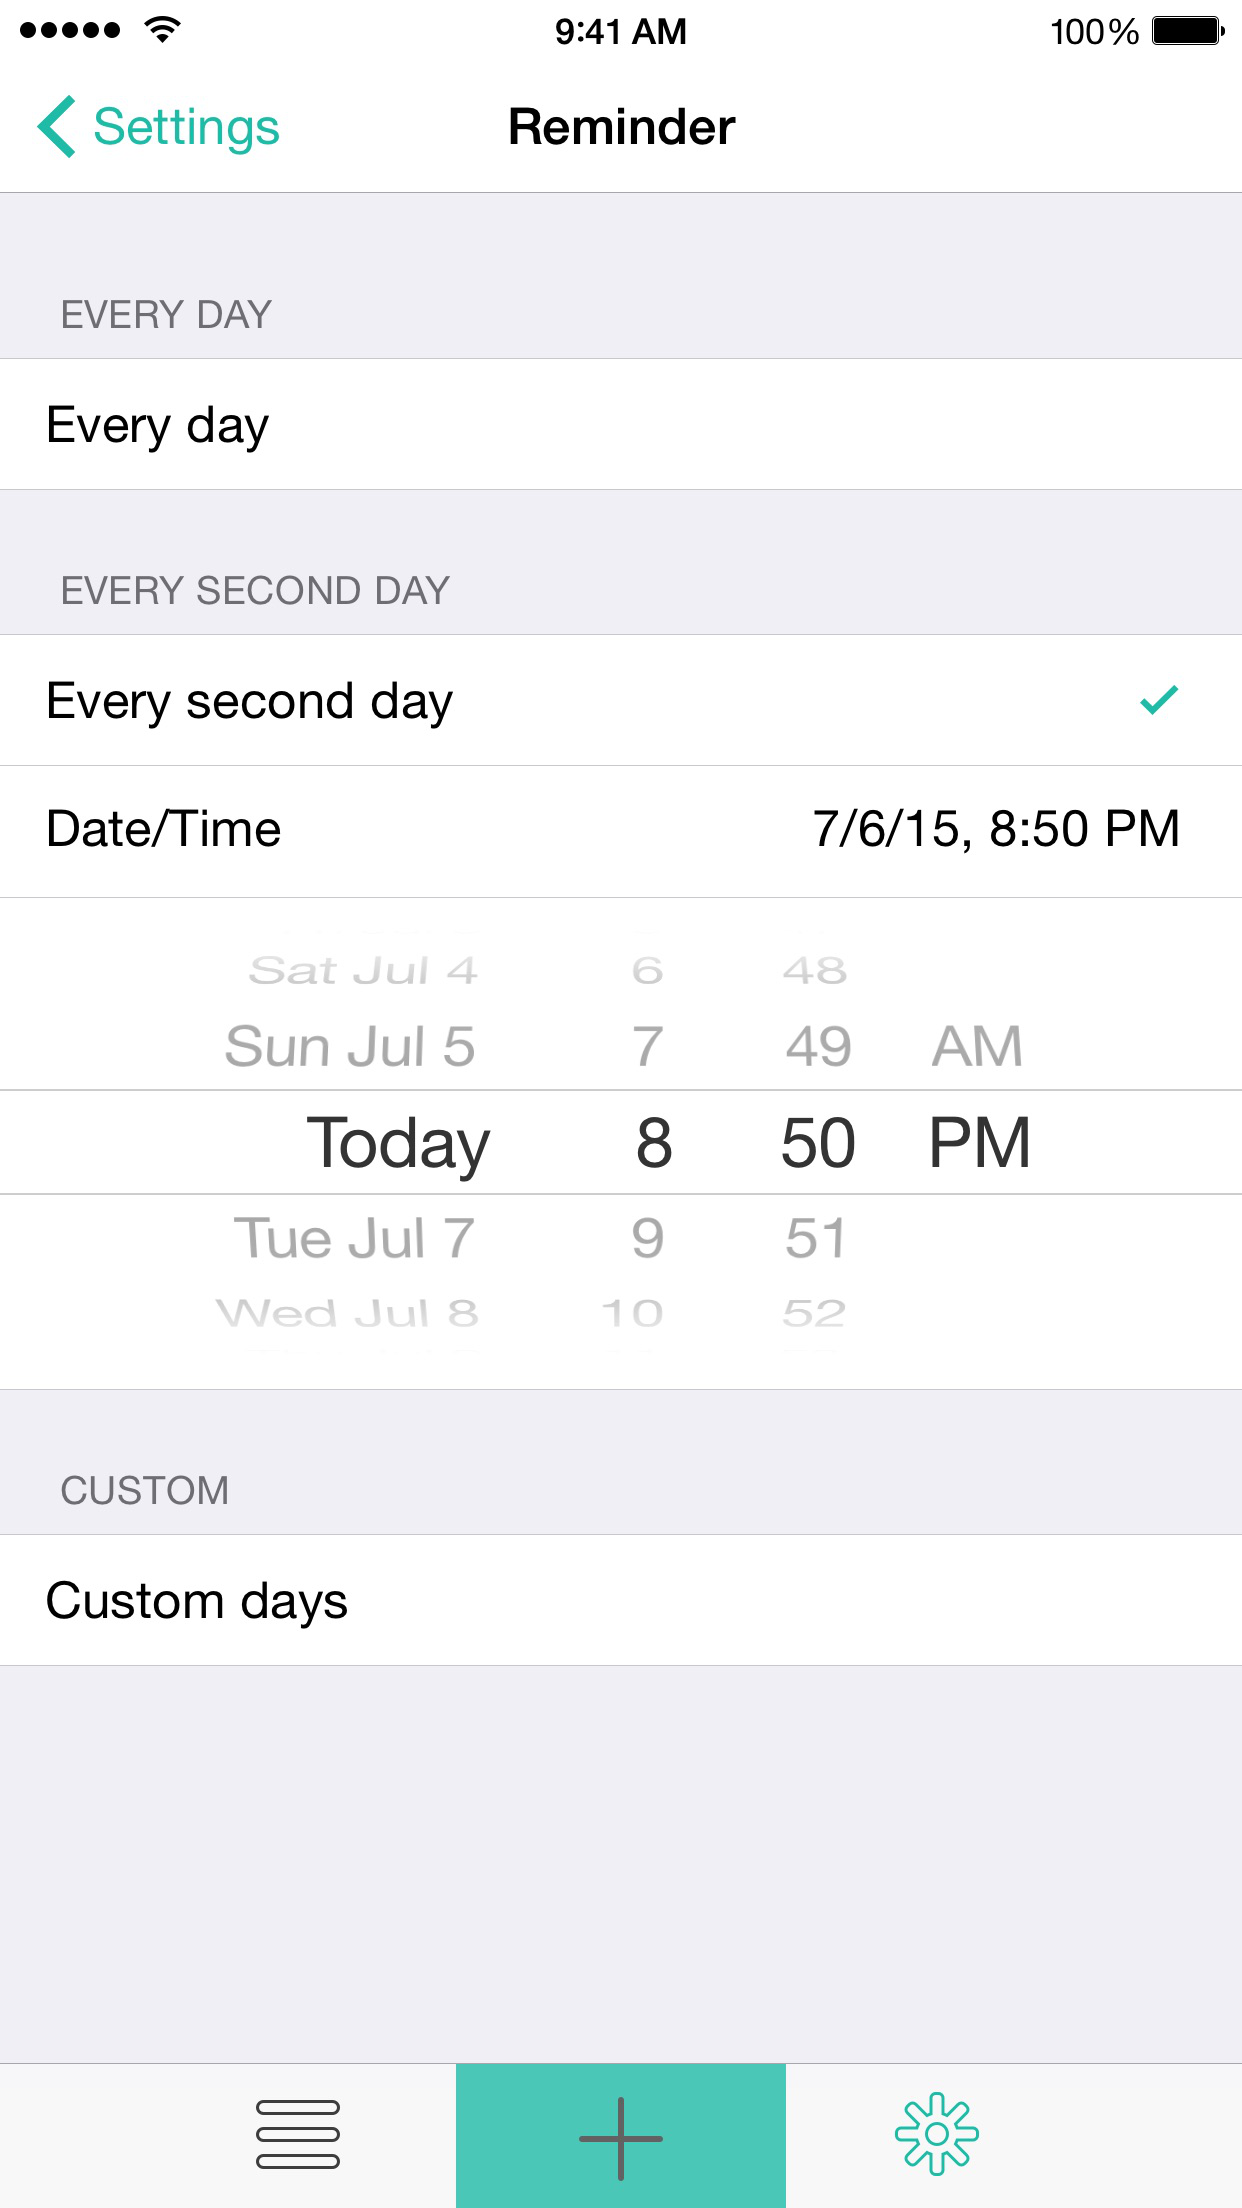 9:41 AM 100%
Settings Reminder
EVERY DAY
Every day
EVERY SECOND DAY
Every second day
Date/Time 7/6/15, 8:50 PM
Sat Jul 4 6 48
Sun Jul 5 7 49 AM
Today 8 50 PM
Tue Jul 7 9 51
Wed Jul 8 10 52
CUSTOM
Custom days